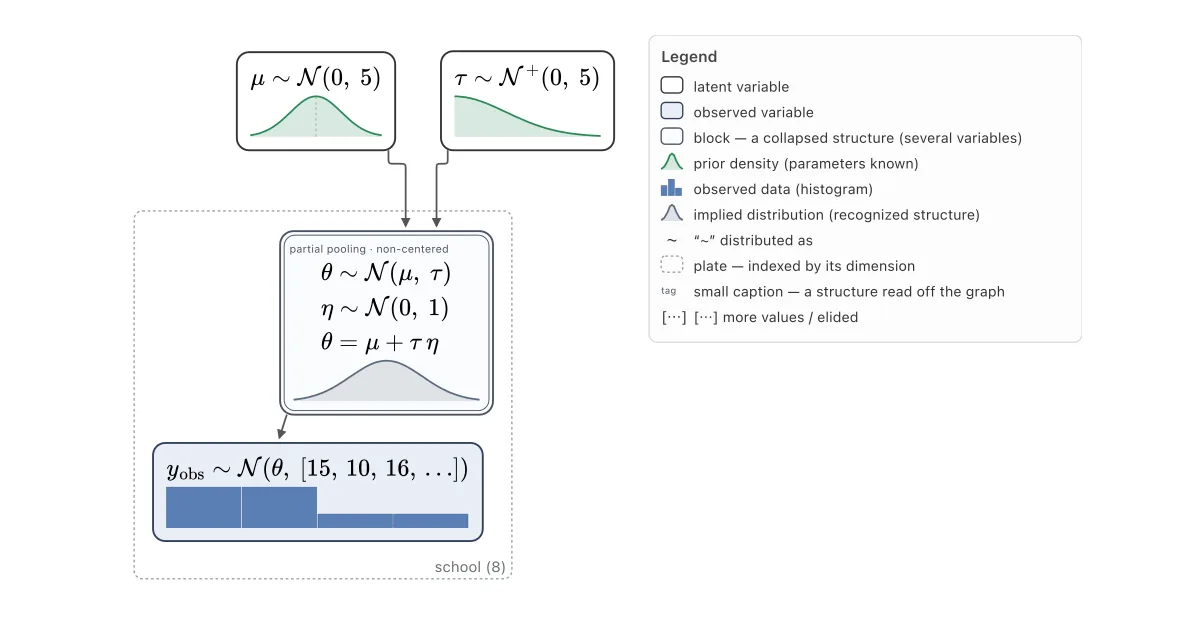 μ ∼ 𝒩(0, 5)
τ ∼ 𝒩⁺(0, 5)
partial pooling · non-centered
θ ∼ 𝒩(μ, τ)
η ∼ 𝒩(0, 1)
θ = μ + τ η
y_obs ∼ 𝒩(θ, [15, 10, 16, …])
school (8)
Legend
latent variable
observed variable
block — a collapsed structure (several variables)
prior density (parameters known)
observed data (histogram)
implied distribution (recognized structure)
~ “~” distributed as
plate — indexed by its dimension
tag small caption — a structure read off the graph
[⋯] [⋯] more values / elided